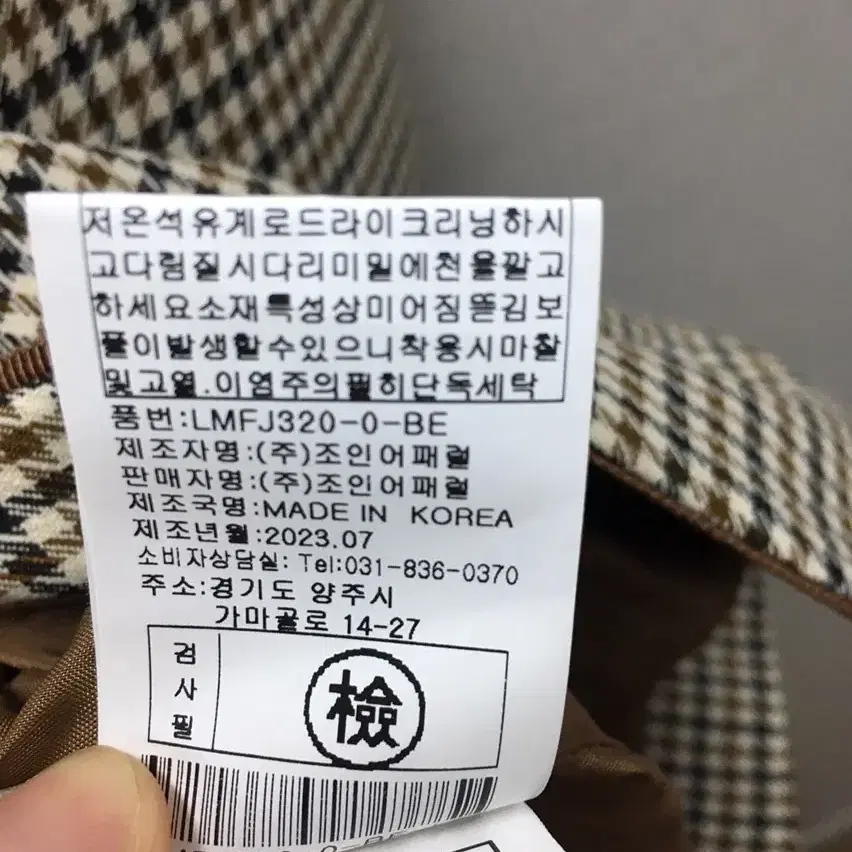 저온석유계로드라이크리닝하시
고다림질시다리미밑에천을깔고
하세요소재특성상미어짐뜯김보
풀이발생할수있으니착용시마찰
및고열.이염주의필히단독세탁
품번:LMFJ320-0-BE
제조자명:(주)조인어패럴
판매자명:(주)조인어패럴
제조국명:MADE IN KOREA
제조년월:2023.07
소비자상담실: Tel:031-836-0370
주소:경기도 양주시
가마골로 14-27
검
사
필
檢